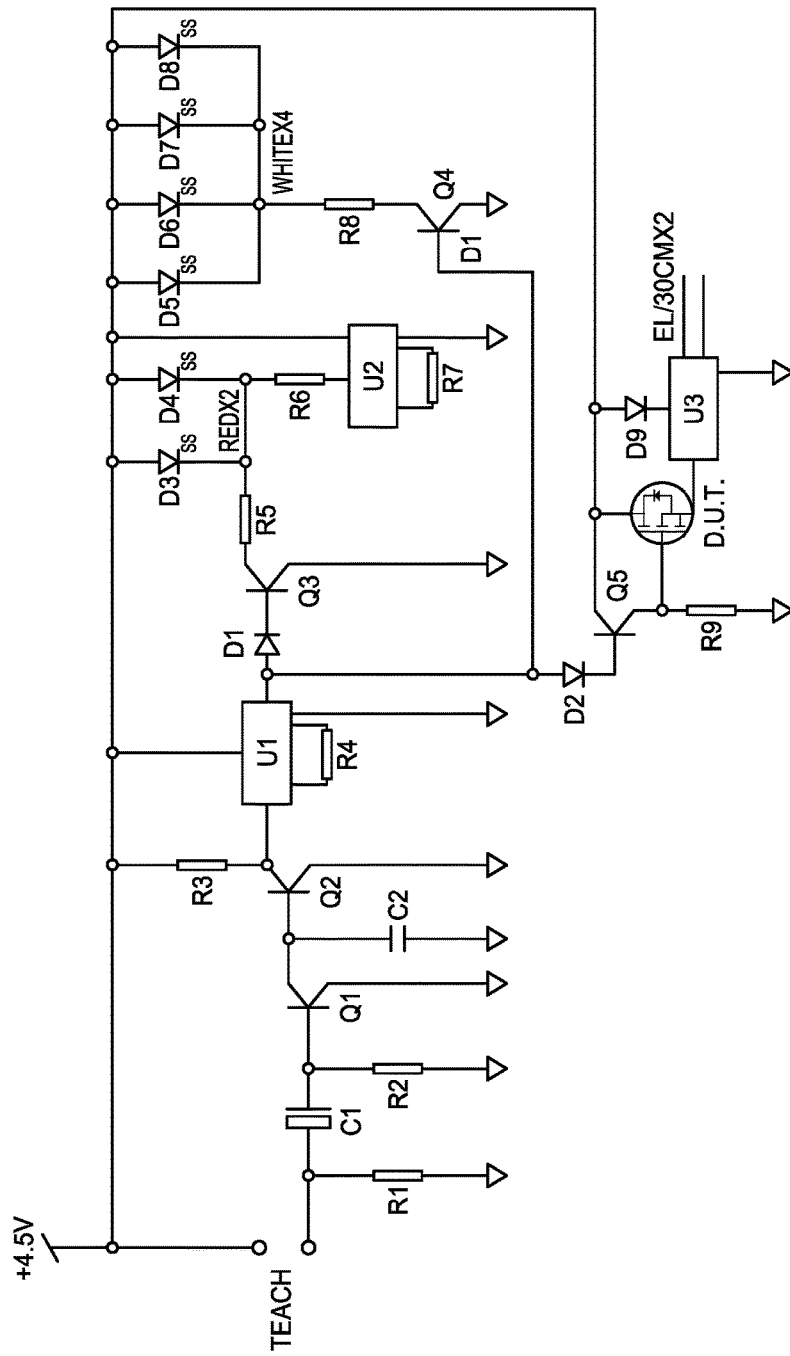 +4.5V
TEACH
R1
C1
R2
Q1
C2
Q2
R3
U1
R4
D1
Q3
R5
REDX2
D3
SS
D4
SS
R6
U2
R7
D5
SS
D6
SS
D7
SS
D8
SS
WHITEX4
R8
Q4
D1
D2
Q5
R9
D.U.T.
D9
U3
EL/30CMX2